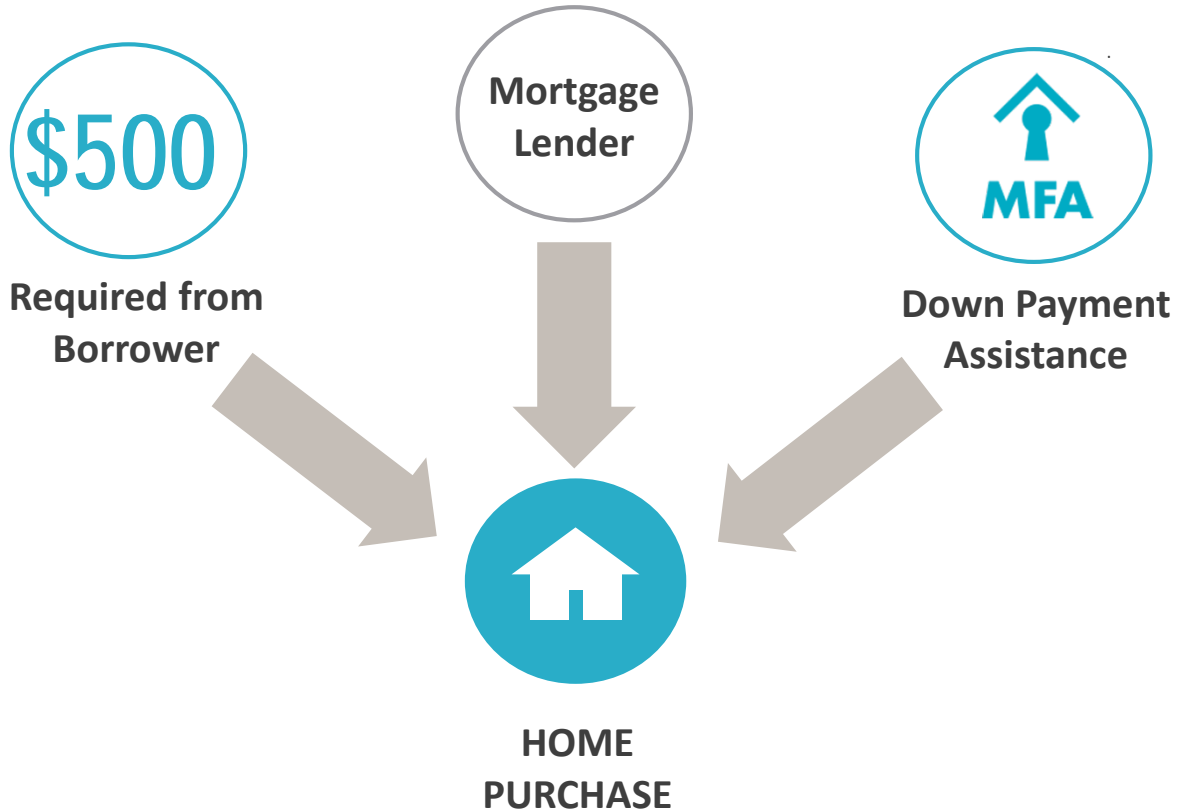 $500
Required from
Borrower
Mortgage
Lender
MFA
Down Payment
Assistance
HOME
PURCHASE